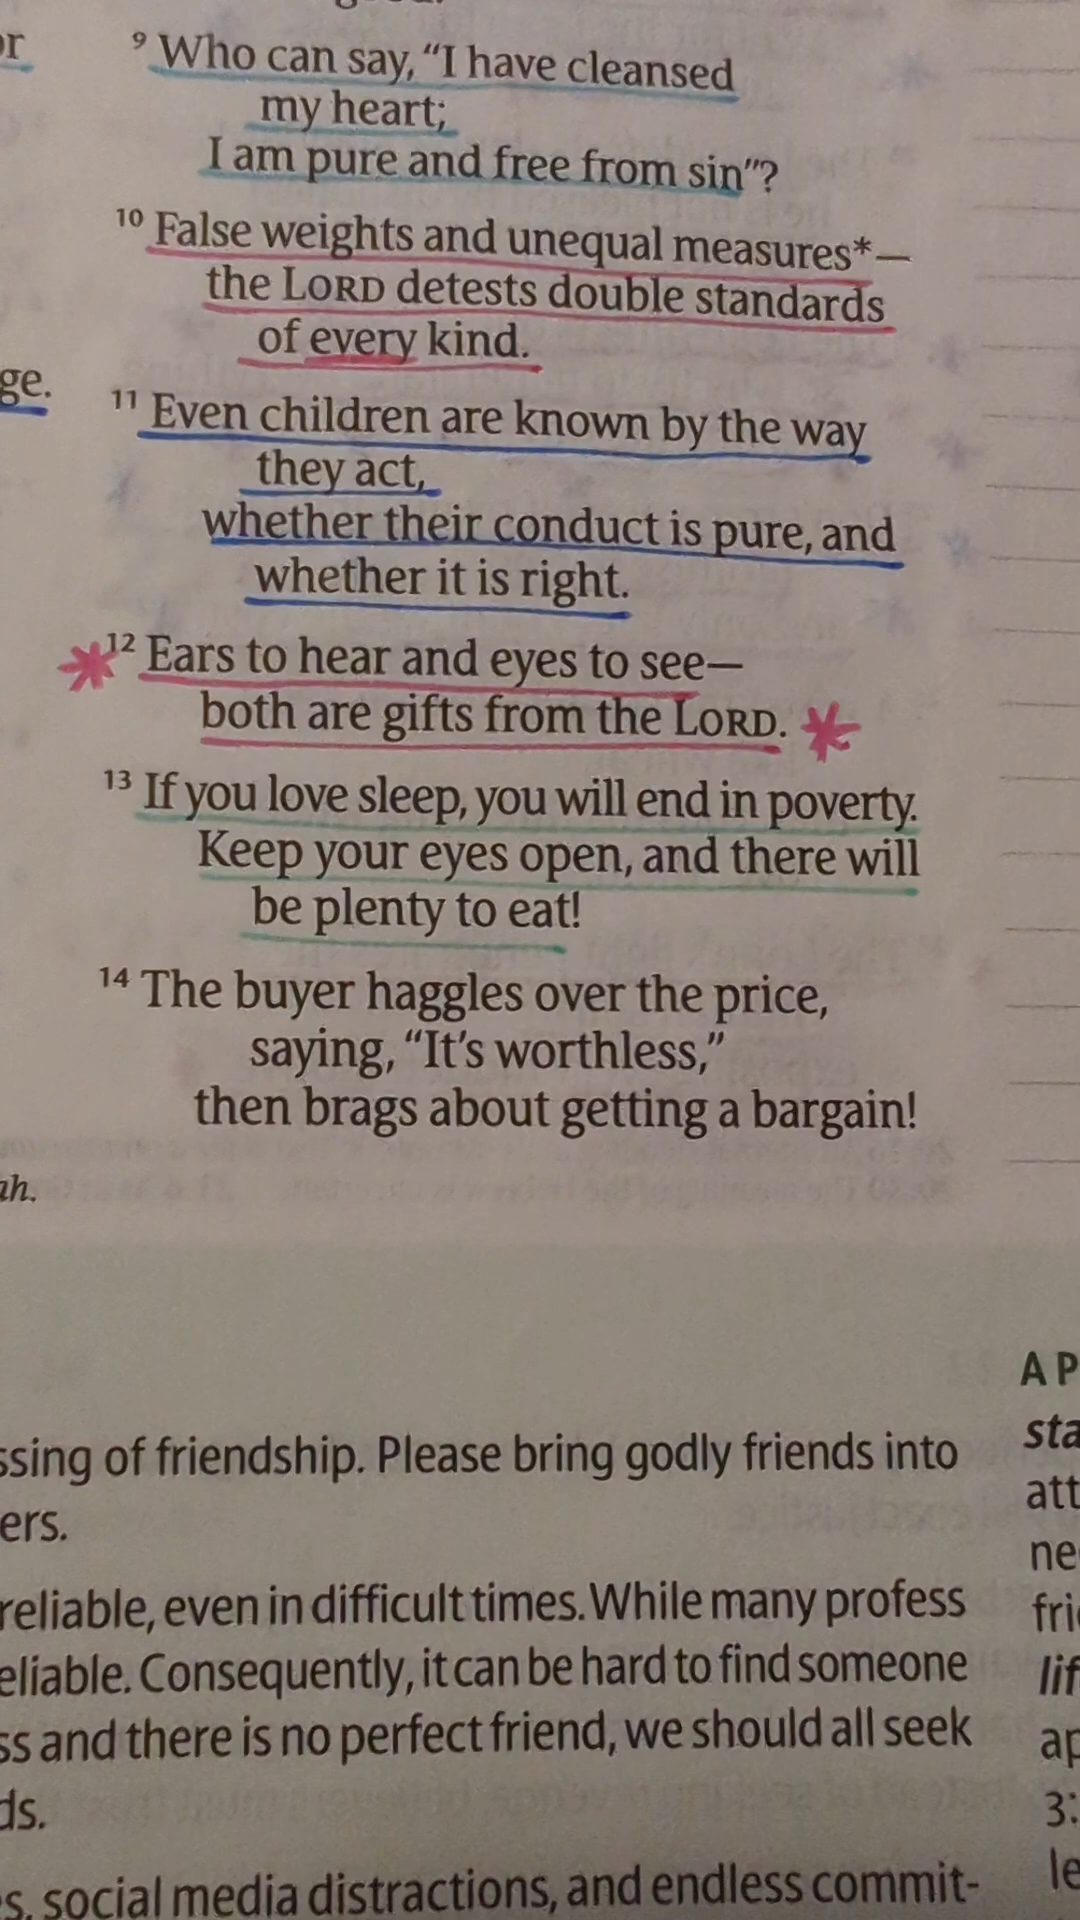 or
⁹ Who can say, “I have cleansed
my heart;
I am pure and free from sin”?
¹⁰ False weights and unequal measures*—
the LORD detests double standards
of every kind.
ge.
¹¹ Even children are known by the way
they act,
whether their conduct is pure, and
whether it is right.
¹² Ears to hear and eyes to see—
both are gifts from the LORD.
¹³ If you love sleep, you will end in poverty.
Keep your eyes open, and there will
be plenty to eat!
¹⁴ The buyer haggles over the price,
saying, “It’s worthless,”
then brags about getting a bargain!
ah.
ssing of friendship. Please bring godly friends into
ers.
reliable, even in difficult times. While many profess
eliable. Consequently, it can be hard to find someone
ss and there is no perfect friend, we should all seek
ds.
s, social media distractions, and endless commit-
A P
sta
att
ne
frie
lif
ap
3:
le